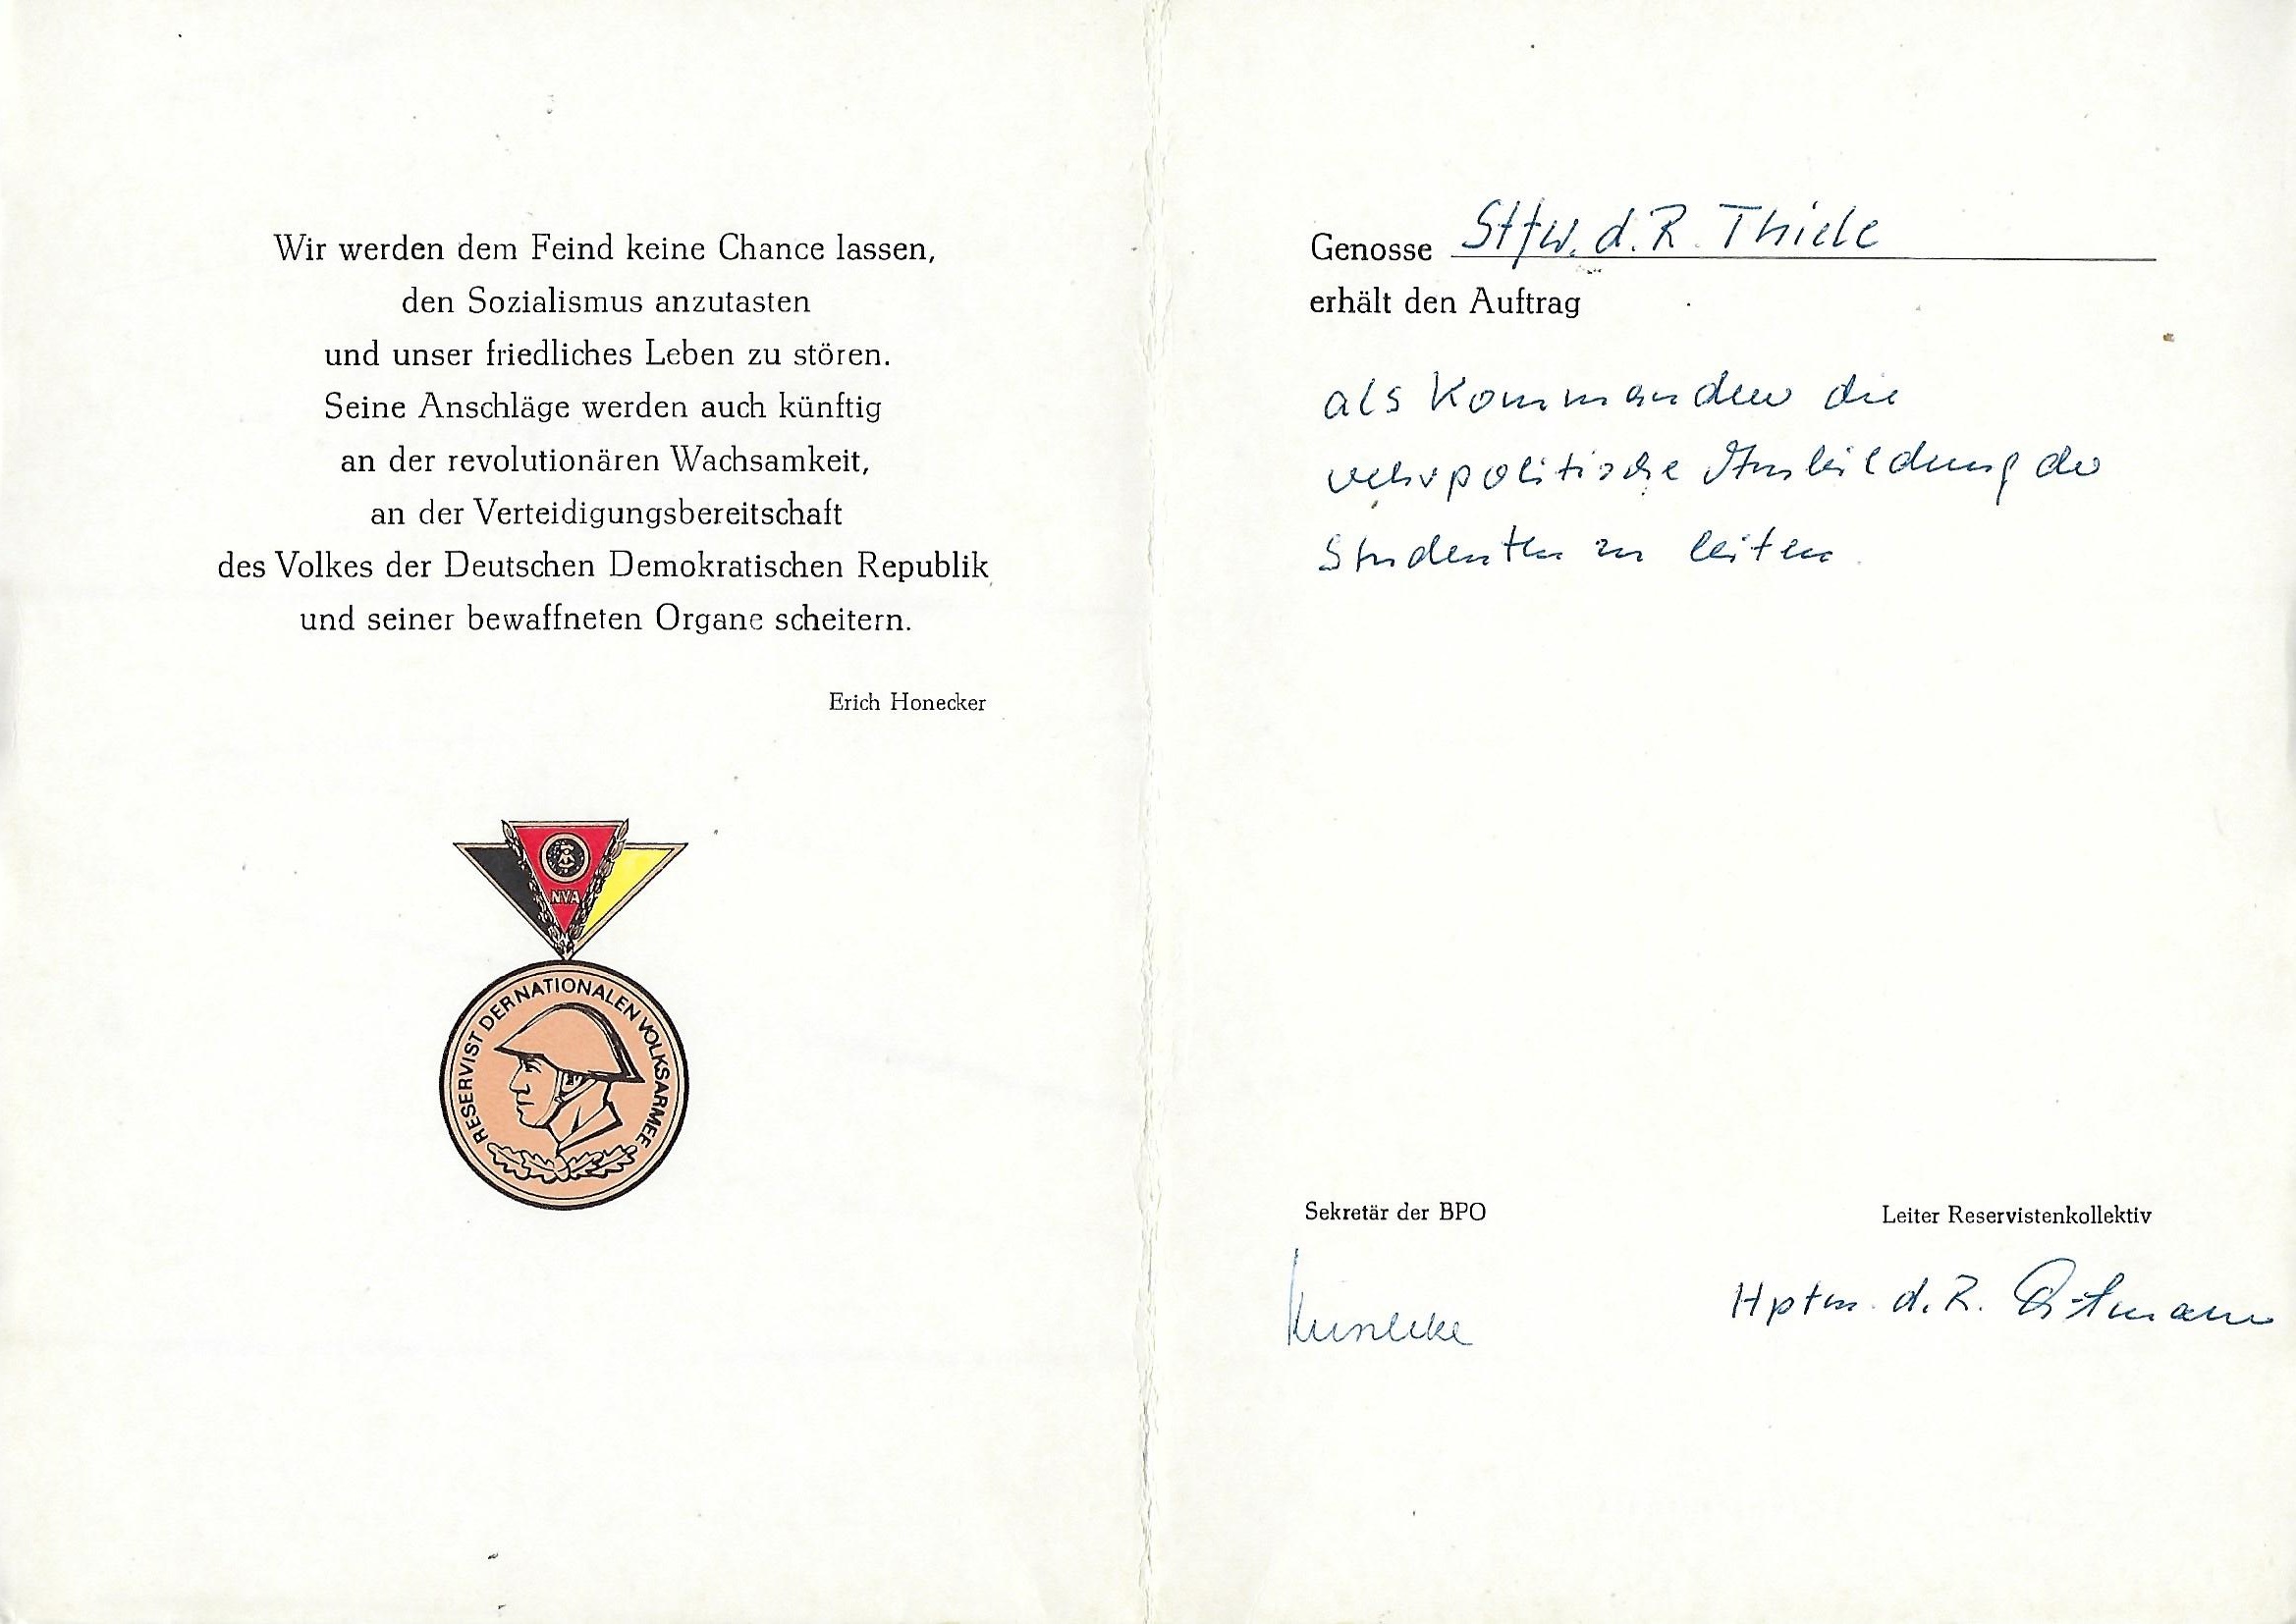 Wir werden dem Feind keine Chance lassen,
den Sozialismus anzutasten
und unser friedliches Leben zu stören.
Seine Anschläge werden auch künftig
an der revolutionären Wachsamkeit,
an der Verteidigungsbereitschaft
des Volkes der Deutschen Demokratischen Republik
und seiner bewaffneten Organe scheitern.
Erich Honecker
NVA
RESERVIST DER NATIONALEN VOLKSARMEE
Genosse Stfw. d. R. Thiele
erhält den Auftrag
als Kommandeur die
wehrpolitische Ausbildung der
Studenten zu leiten
Sekretär der BPO
Leiter Reservistenkollektiv
Hptm. d. R.